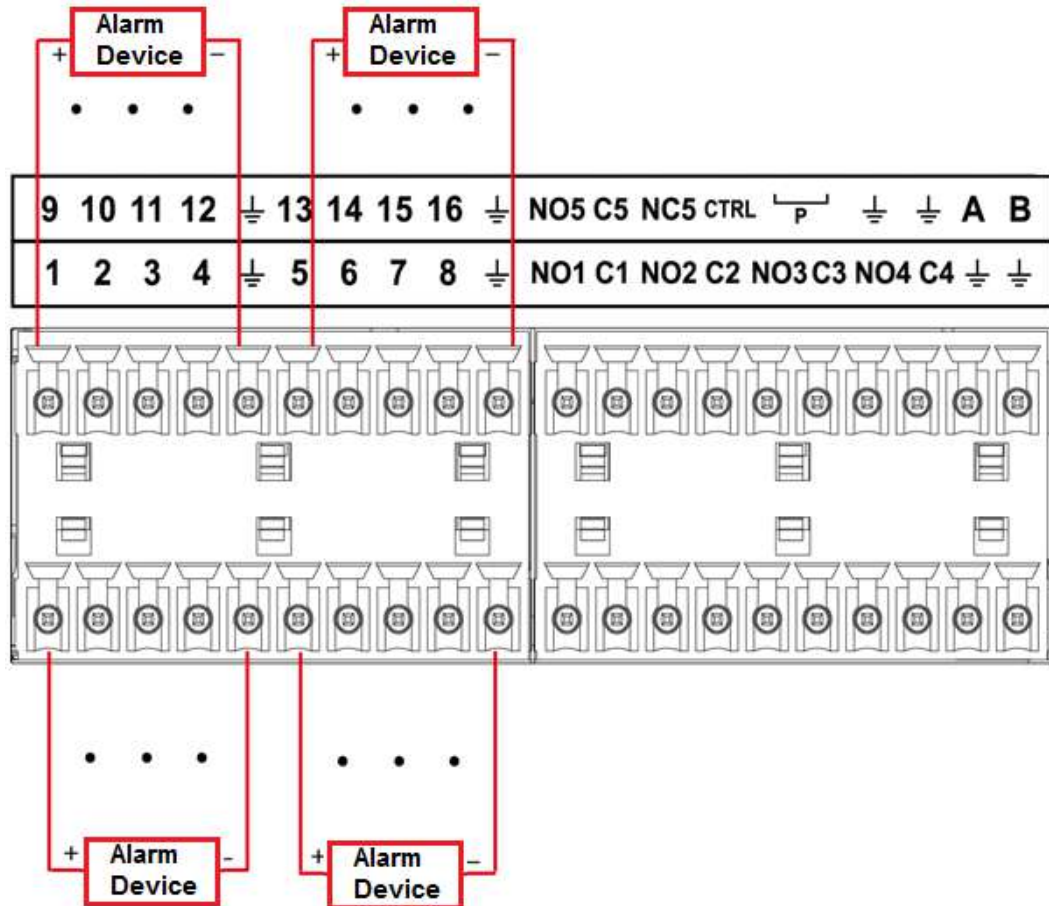 Alarm
Device
+ −
Alarm
Device
+ −
9 10 11 12 ⏚ 13 14 15 16 ⏚ NO5 C5 NC5 CTRL P ⏚ ⏚ A B
1 2 3 4 ⏚ 5 6 7 8 ⏚ NO1 C1 NO2 C2 NO3 C3 NO4 C4 ⏚ ⏚
+ -
Alarm
Device
+ −
Alarm
Device